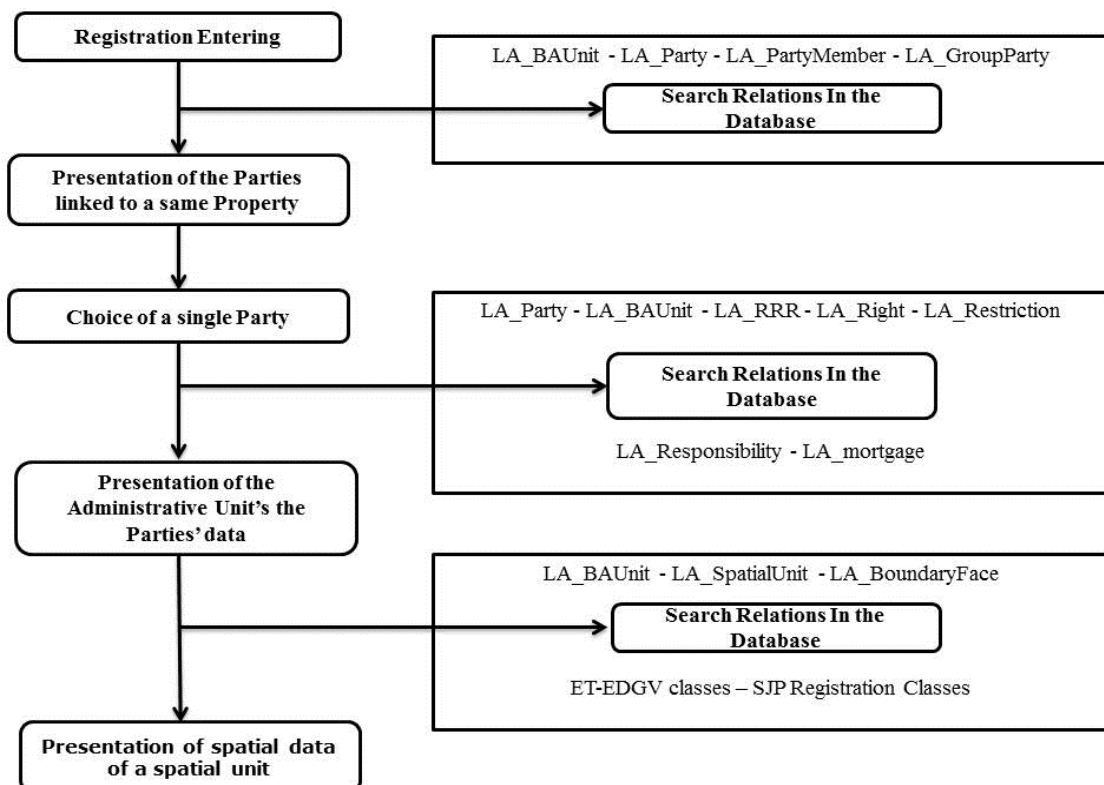 Registration Entering
LA_BAUnit - LA_Party - LA_PartyMember - LA_GroupParty
Search Relations In the
Database
Presentation of the Parties
linked to a same Property
Choice of a single Party
LA_Party - LA_BAUnit - LA_RRR - LA_Right - LA_Restriction
Search Relations In the
Database
LA_Responsibility - LA_mortgage
Presentation of the
Administrative Unit’s the
Parties’ data
LA_BAUnit - LA_SpatialUnit - LA_BoundaryFace
Search Relations In the
Database
ET-EDGV classes – SJP Registration Classes
Presentation of spatial data
of a spatial unit